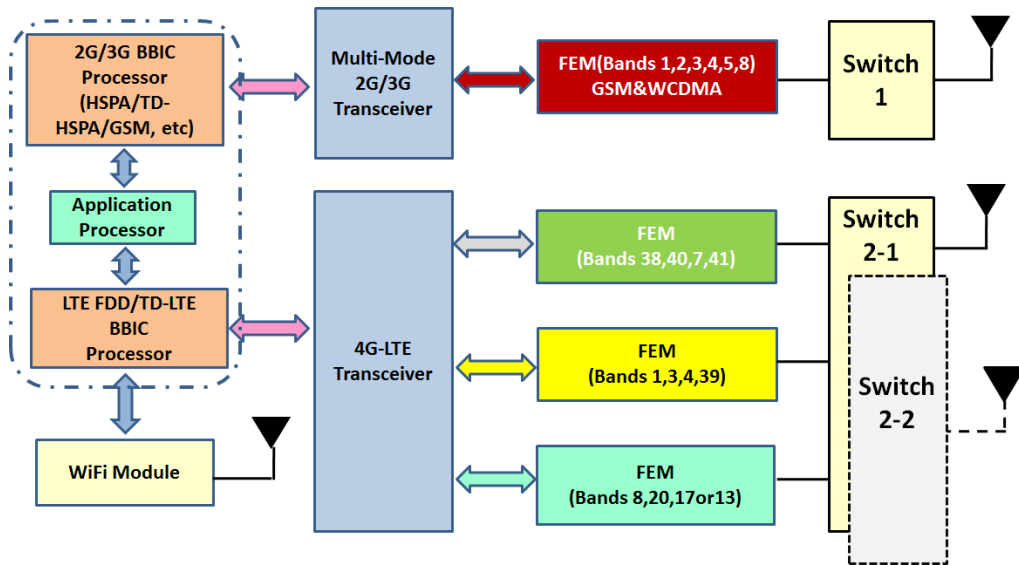 2G/3G BBIC
Processor
(HSPA/TD-
HSPA/GSM, etc)
Multi-Mode
2G/3G
Transceiver
FEM(Bands 1,2,3,4,5,8)
GSM&WCDMA
Switch
1
Application
Processor
LTE FDD/TD-LTE
BBIC
Processor
WiFi Module
4G-LTE
Transceiver
FEM
(Bands 38,40,7,41)
FEM
(Bands 1,3,4,39)
FEM
(Bands 8,20,17or13)
Switch
2-1
Switch
2-2